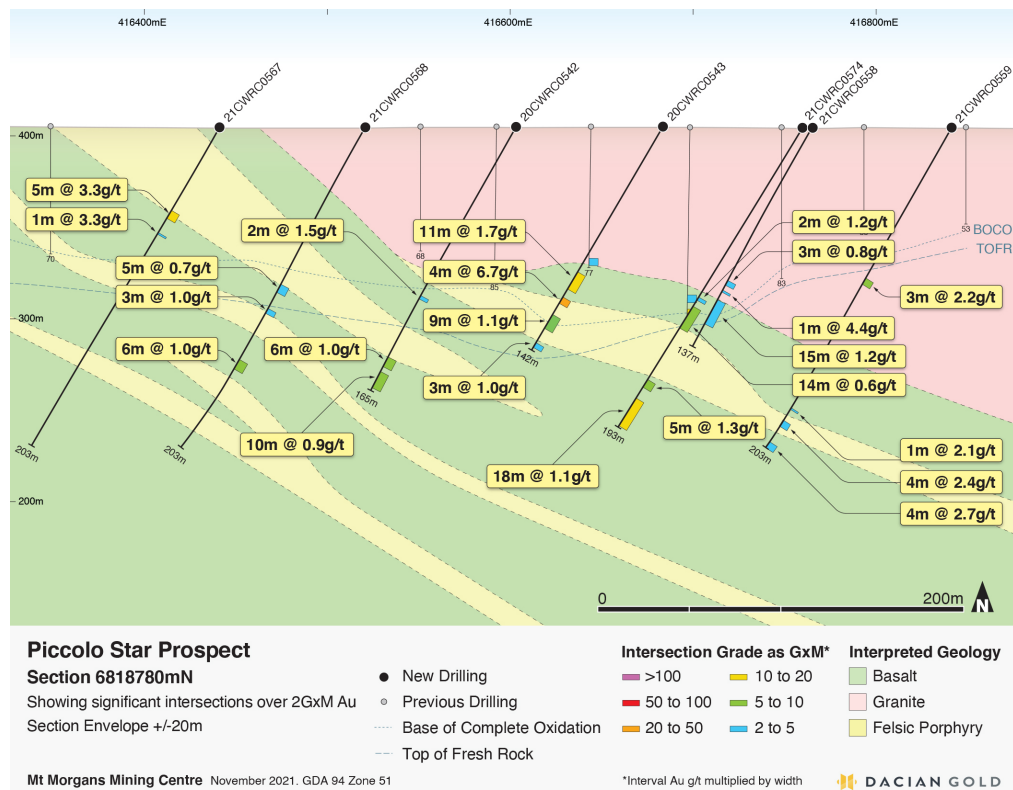 416400mE
416600mE
416800mE
21CWRC0567
21CWRC0568
20CWRC0542
20CWRC0543
21CWRC0574
21CWRC0558
21CWRC0559
400m
300m
200m
5m @ 3.3g/t
1m @ 3.3g/t
5m @ 0.7g/t
3m @ 1.0g/t
6m @ 1.0g/t
2m @ 1.5g/t
6m @ 1.0g/t
10m @ 0.9g/t
11m @ 1.7g/t
4m @ 6.7g/t
9m @ 1.1g/t
3m @ 1.0g/t
18m @ 1.1g/t
5m @ 1.3g/t
2m @ 1.2g/t
3m @ 0.8g/t
1m @ 4.4g/t
15m @ 1.2g/t
14m @ 0.6g/t
3m @ 2.2g/t
1m @ 2.1g/t
4m @ 2.4g/t
4m @ 2.7g/t
BOCO
TOFR
70
68
85
77
83
53
203m
203m
165m
142m
193m
137m
203m
0 200m
N
Piccolo Star Prospect
Section 6818780mN
Showing significant intersections over 2GxM Au
Section Envelope +/-20m
New Drilling
Previous Drilling
Base of Complete Oxidation
Top of Fresh Rock
Intersection Grade as GxM*
>100
50 to 100
20 to 50
10 to 20
5 to 10
2 to 5
Interpreted Geology
Basalt
Granite
Felsic Porphyry
Mt Morgans Mining Centre November 2021. GDA 94 Zone 51
*Interval Au g/t multiplied by width
DACIAN GOLD